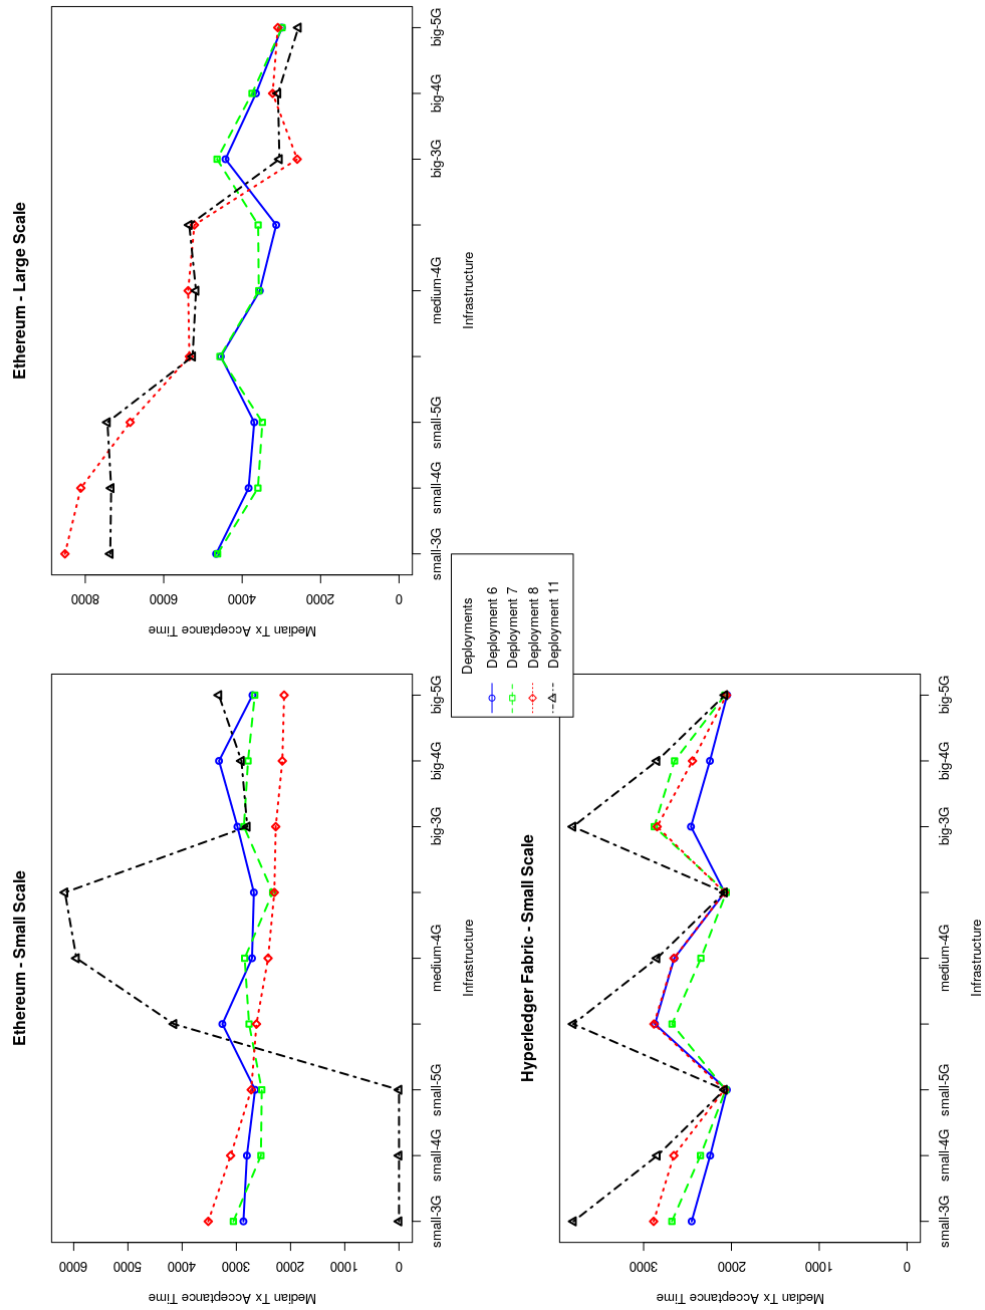 Ethereum - Small Scale
Median Tx Acceptance Time
0
1000
2000
3000
4000
5000
6000
small-3G
small-4G
small-5G
medium-4G
big-3G
big-4G
big-5G
Infrastructure
Ethereum - Large Scale
Median Tx Acceptance Time
0
2000
4000
6000
8000
small-3G
small-4G
small-5G
medium-4G
big-3G
big-4G
big-5G
Infrastructure
Hyperledger Fabric - Small Scale
Median Tx Acceptance Time
0
1000
2000
3000
small-3G
small-4G
small-5G
medium-4G
big-3G
big-4G
big-5G
Infrastructure
Deployments
Deployment 6
Deployment 7
Deployment 8
Deployment 11